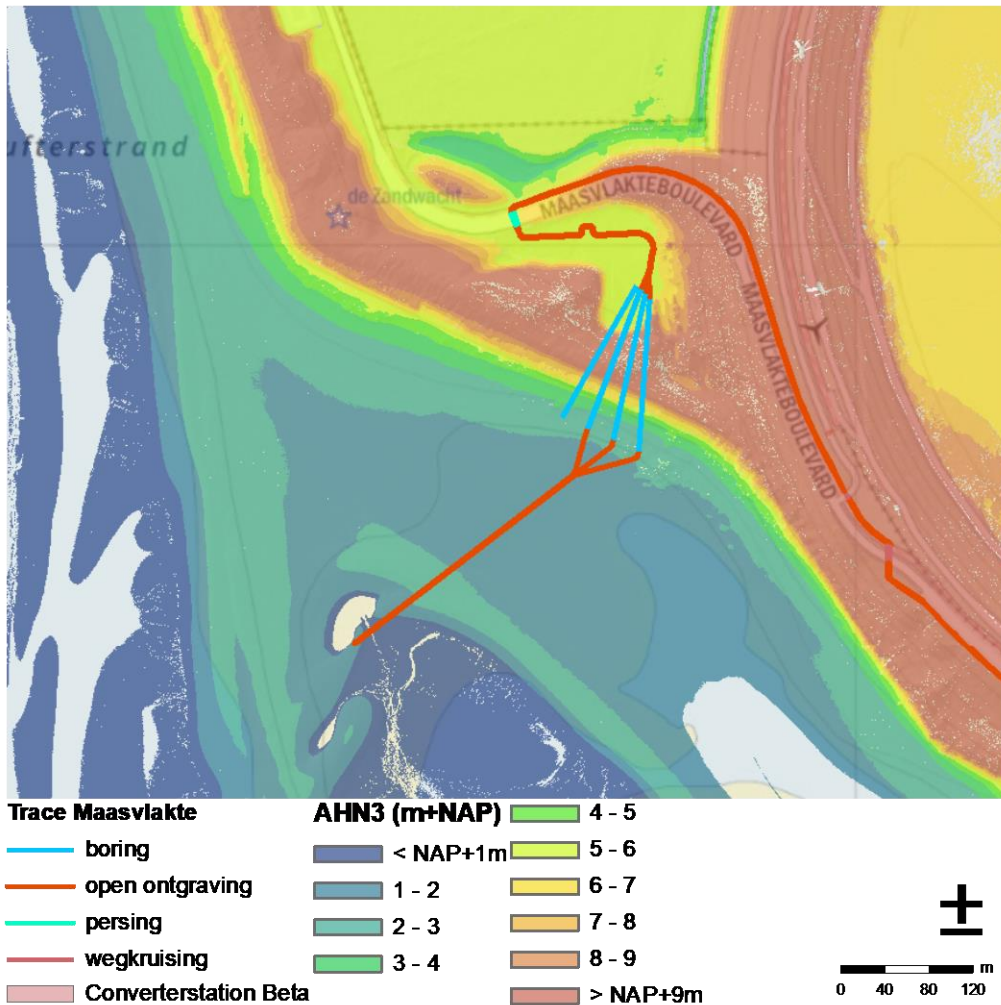 ufterstrand
de Zandwacht
MAASVLAKTEBOULEVARD
MAASVLAKTEBOULEVARD
Trace Maasvlakte
boring
open ontgraving
persing
wegkruising
Converterstation Beta
AHN3 (m+NAP)
< NAP+1m
1 - 2
2 - 3
3 - 4
4 - 5
5 - 6
6 - 7
7 - 8
8 - 9
> NAP+9m
m
0 40 80 120